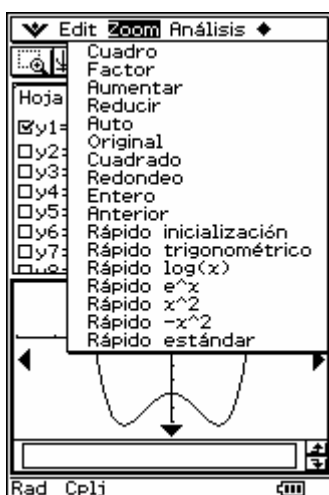 Edit Zoom Análisis
Cuadro
Factor
Aumentar
Reducir
Auto
Original
Cuadrado
Redondeo
Entero
Anterior
Rápido inicialización
Rápido trigonométrico
Rápido log(x)
Rápido e^x
Rápido x^2
Rápido -x^2
Rápido estándar
Hoja
y1=
y2:
y3:
y4:
y5:
y6:
y7:
Rad Cplj